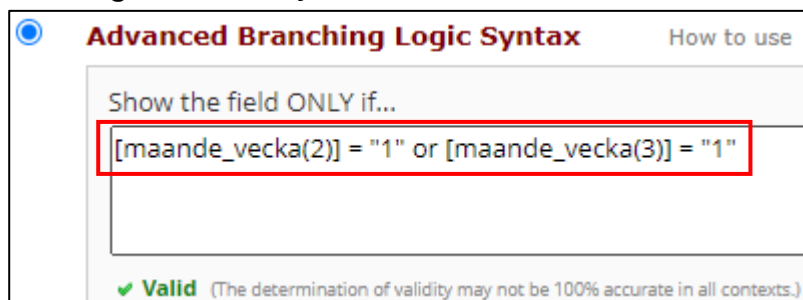 Advanced Branching Logic Syntax How to use
Show the field ONLY if...
[maande_vecka(2)] = "1" or [maande_vecka(3)] = "1"
✔ Valid (The determination of validity may not be 100% accurate in all contexts.)